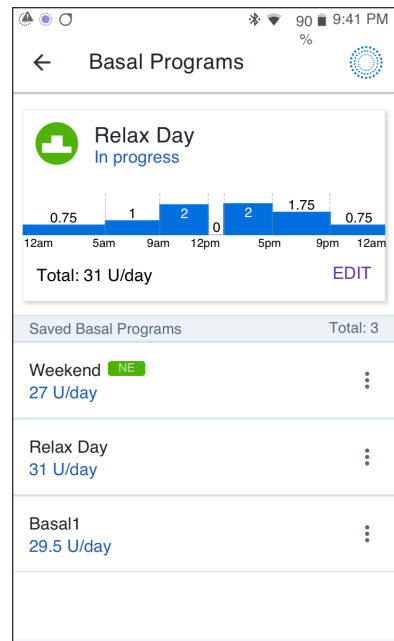 90 9:41 PM
%
Basal Programs
Relax Day
In progress
0.75 1 2 0 2 1.75 0.75
12am 5am 9am 12pm 5pm 9pm 12am
Total: 31 U/day EDIT
Saved Basal Programs Total: 3
Weekend NE
27 U/day
Relax Day
31 U/day
Basal1
29.5 U/day